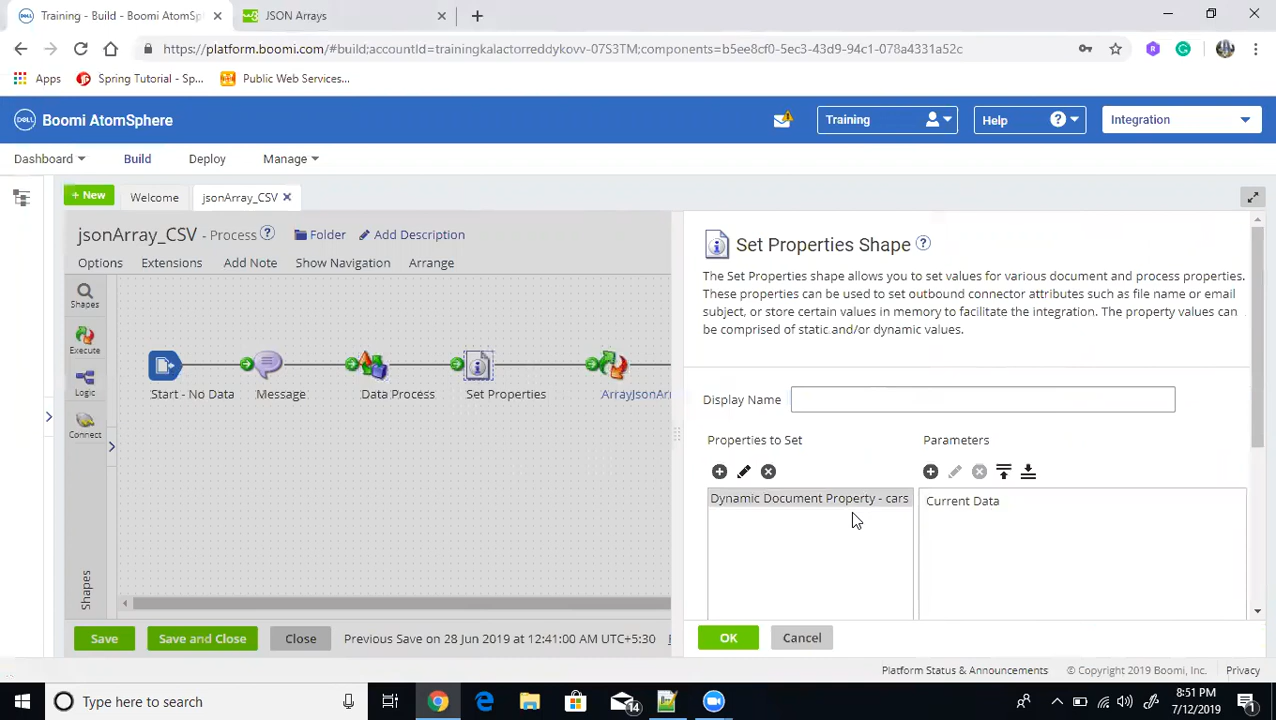 Training - Build - Boomi AtomSph
JSON Arrays
https://platform.boomi.com/#build;accountId=trainingkalactorreddykovv-07S3TM;components=b5ee8cf0-5ec3-43d9-94c1-078a4331a52c
Apps
Spring Tutorial - Sp...
Public Web Services...
DELL
Boomi AtomSphere
Training
Help
Integration
Dashboard
Build
Deploy
Manage
+ New
Welcome
jsonArray_CSV
jsonArray_CSV - Process
Folder
Add Description
Options
Extensions
Add Note
Show Navigation
Arrange
Shapes
Execute
Logic
Connect
Shapes
Start - No Data
Message
Data Process
Set Properties
ArrayJsonArr
Save
Save and Close
Close
Previous Save on 28 Jun 2019 at 12:41:00 AM UTC+5:30
Set Properties Shape
The Set Properties shape allows you to set values for various document and process properties.
These properties can be used to set outbound connector attributes such as file name or email
subject, or store certain values in memory to facilitate the integration. The property values can
be comprised of static and/or dynamic values.
Display Name
Properties to Set
Parameters
Dynamic Document Property - cars
Current Data
OK
Cancel
Platform Status & Announcements
© Copyright 2019 Boomi, Inc.
Privacy
Type here to search
14
8:51 PM
7/12/2019
1